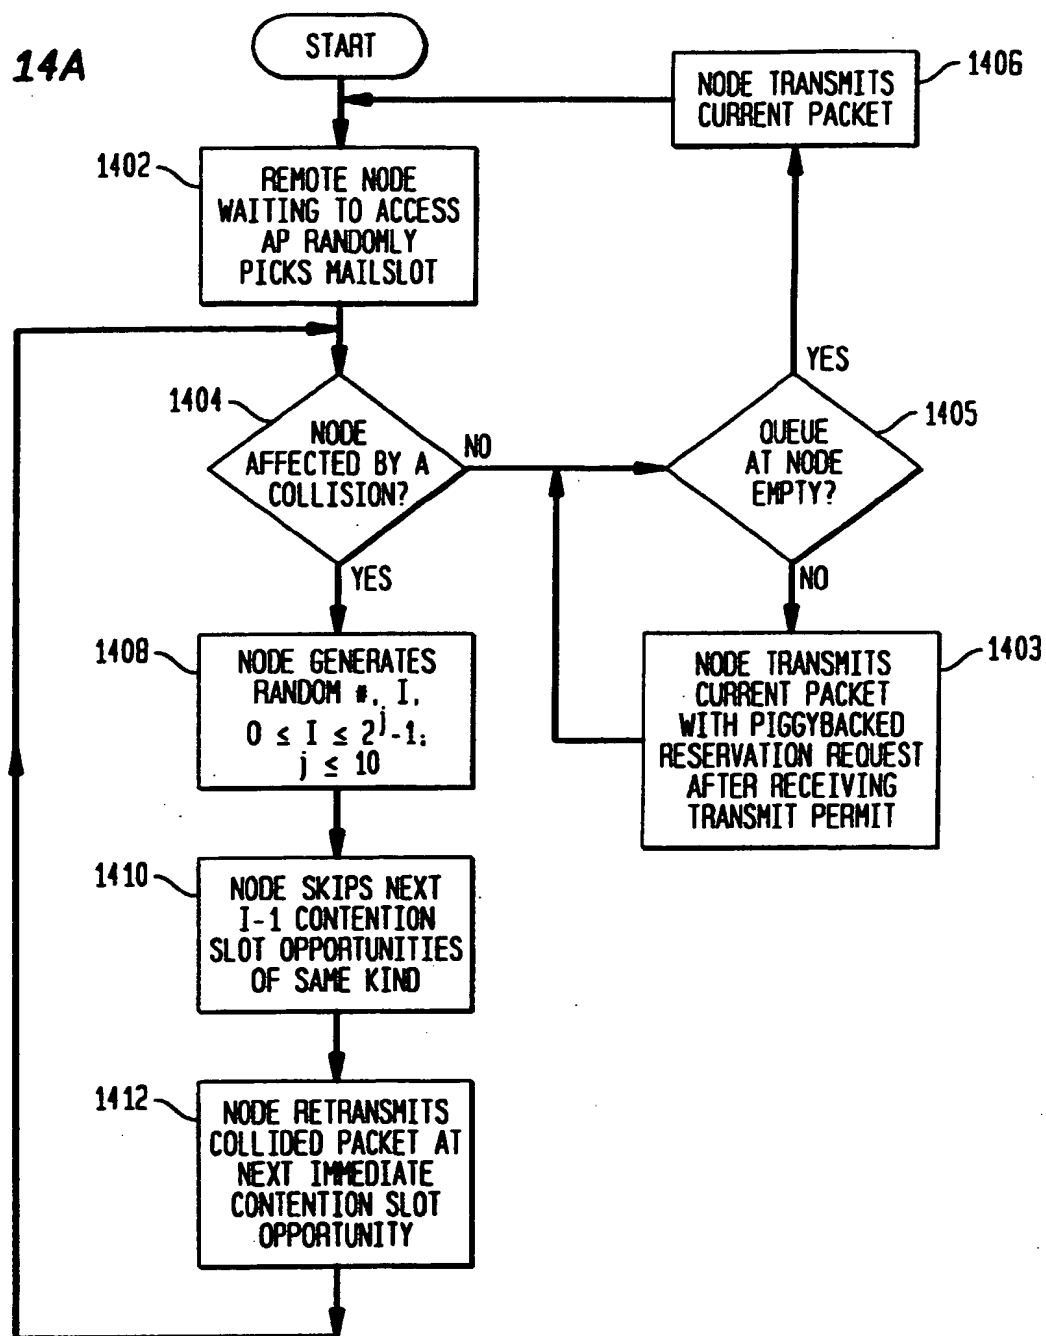 14A
START
1406
NODE TRANSMITS
CURRENT PACKET
1402
REMOTE NODE
WAITING TO ACCESS
AP RANDOMLY
PICKS MAILSLOT
1404
NODE
AFFECTED BY A
COLLISION?
NO
YES
1405
QUEUE
AT NODE
EMPTY?
YES
NO
1408
NODE GENERATES
RANDOM #, I,
0 ≤ I ≤ 2^j-1;
j ≤ 10
1403
NODE TRANSMITS
CURRENT PACKET
WITH PIGGYBACKED
RESERVATION REQUEST
AFTER RECEIVING
TRANSMIT PERMIT
1410
NODE SKIPS NEXT
I-1 CONTENTION
SLOT OPPORTUNITIES
OF SAME KIND
1412
NODE RETRANSMITS
COLLIDED PACKET AT
NEXT IMMEDIATE
CONTENTION SLOT
OPPORTUNITY